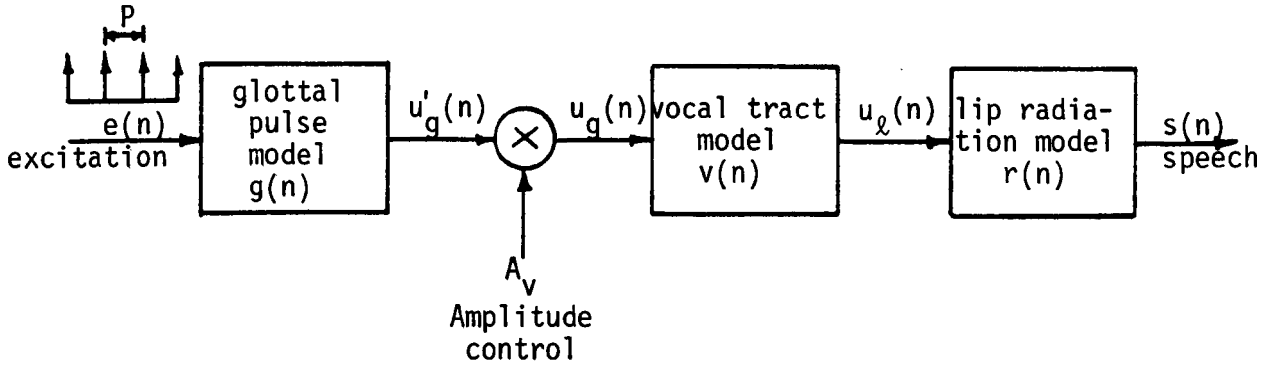 P
e(n)
excitation
glottal
pulse
model
g(n)
u'g(n)
×
Av
Amplitude
control
ug(n)
vocal tract
model
v(n)
uℓ(n)
lip radia-
tion model
r(n)
s(n)
speech